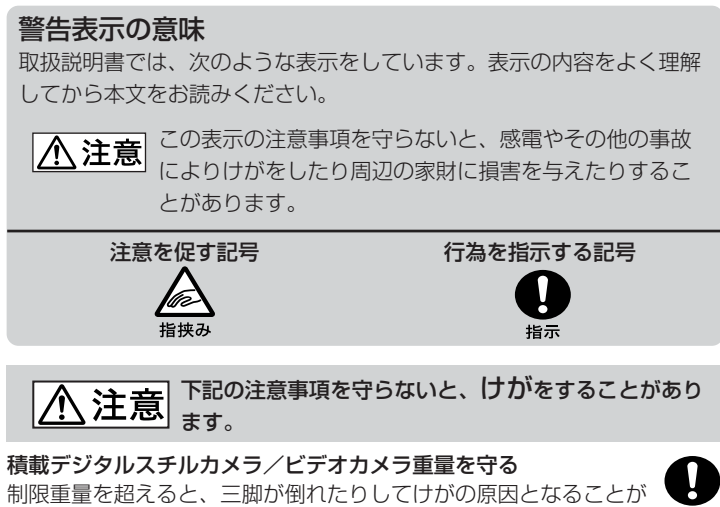 警告表示の意味
取扱説明書では、次のような表示をしています。表示の内容をよく理解
してから本文をお読みください。
注意
この表示の注意事項を守らないと、感電やその他の事故
によりけがをしたり周辺の家財に損害を与えたりするこ
とがあります。
注意を促す記号
行為を指示する記号
指挟み
指示
注意
下記の注意事項を守らないと、けがをすることがあり
ます。
積載デジタルスチルカメラ／ビデオカメラ重量を守る
制限重量を超えると、三脚が倒れたりしてけがの原因となることが